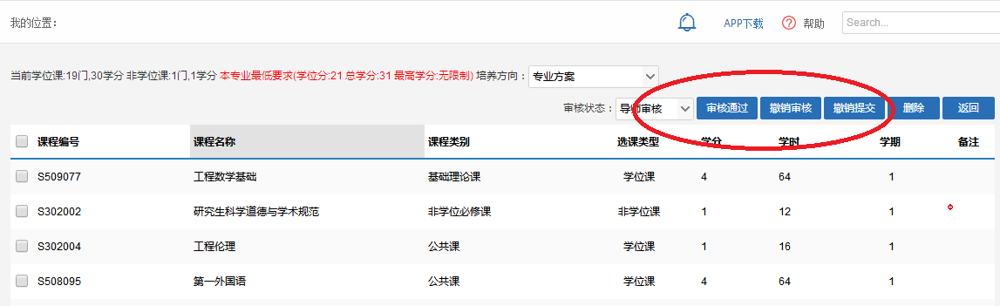 我的位置：
APP下载 帮助 Search...
当前学位课:19门,30学分 非学位课:1门,1学分 本专业最低要求(学位分:21 总学分:31 最高学分:无限制) 培养方向： 专业方案
审核状态： 导师审核 审核通过 撤销审核 撤销提交 删除 返回
课程编号 课程名称 课程类别 选课类型 学分 学时 学期 备注
S509077 工程数学基础 基础理论课 学位课 4 64 1
S302002 研究生科学道德与学术规范 非学位必修课 非学位课 1 12 1
S302004 工程伦理 公共课 学位课 1 16 1
S508095 第一外国语 公共课 学位课 4 64 1